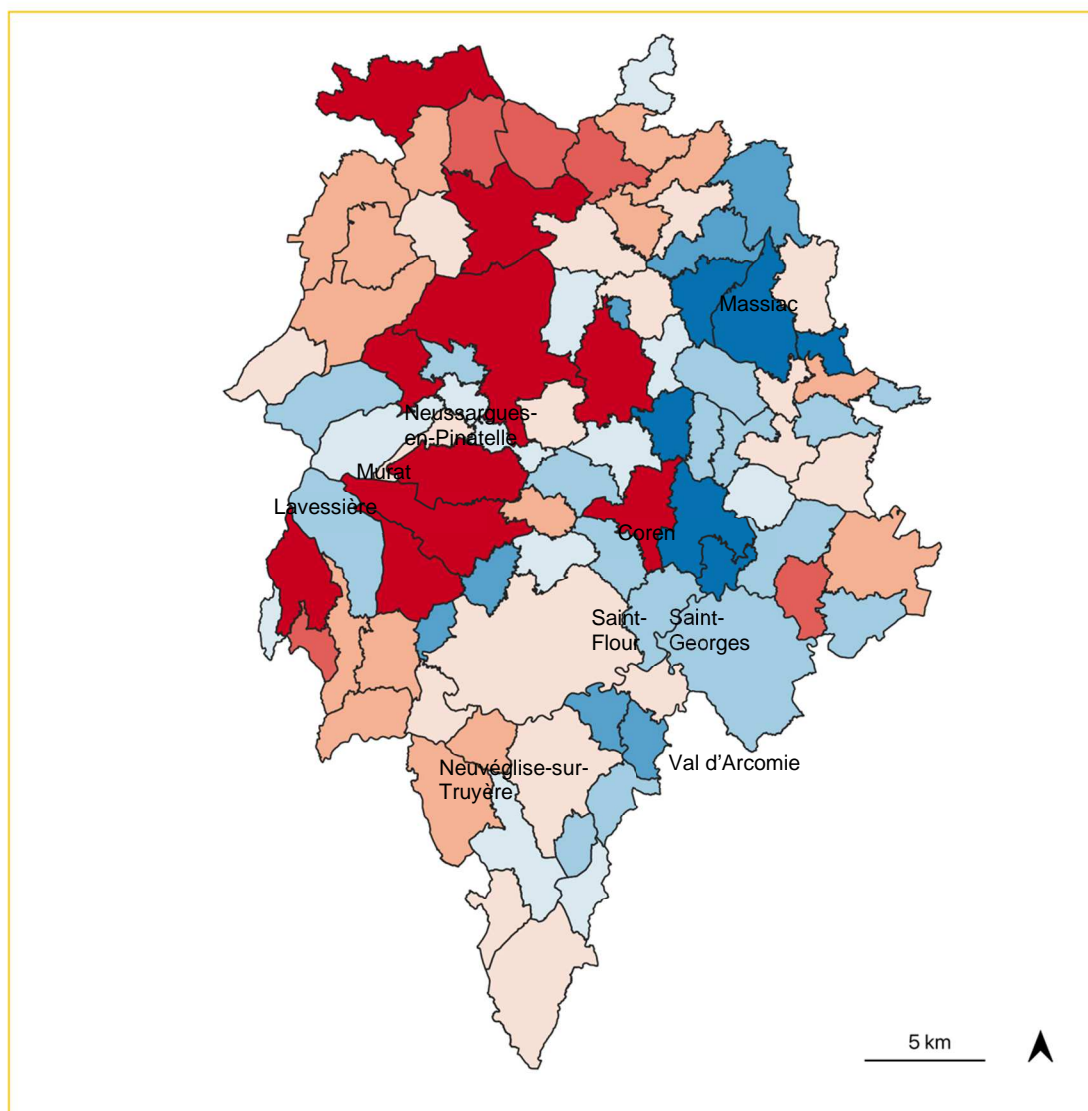 Massiac
Neussargues-
en-Pinatelle
Murat
Lavessière
Coren
Saint-
Flour
Saint-
Georges
Val d'Arcomie
Neuvéglise-sur-
Truyère
5 km